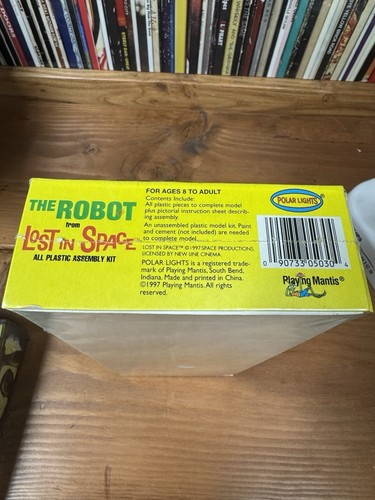 THE ROBOT
from
LOST IN SPACE
ALL PLASTIC ASSEMBLY KIT
FOR AGES 8 TO ADULT
Contents Include:
All plastic pieces to complete model
plus pictorial instruction sheet describ-
ing assembly.
An unassembled plastic model kit. Paint
and cement (not included) are needed
to complete model.
LOST IN SPACE™ © 1997 SPACE PRODUCTIONS,
LICENSED BY NEW LINE CINEMA.
POLAR LIGHTS is a registered trade-
mark of Playing Mantis, South Bend,
Indiana. Made and printed in China.
©1997 Playing Mantis. All rights
reserved.
POLAR LIGHTS®
0 90733 05030 4
Playing Mantis®